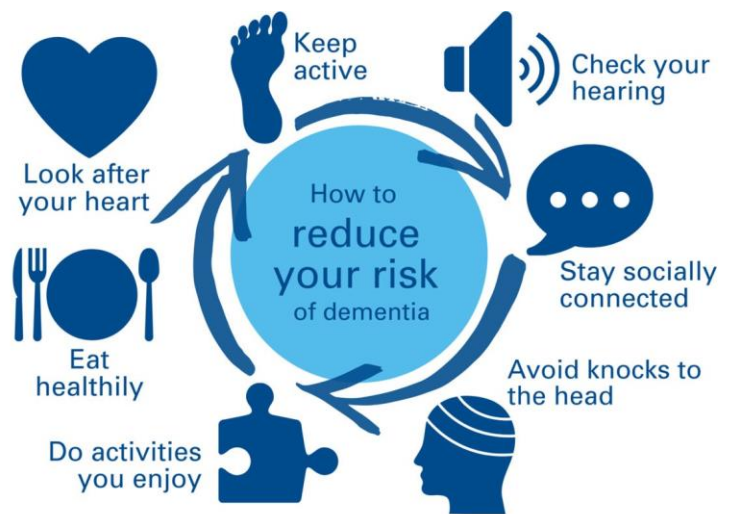 How to
reduce
your risk
of dementia
Keep
active
Check your
hearing
Stay socially
connected
Avoid knocks to
the head
Do activities
you enjoy
Eat
healthily
Look after
your heart